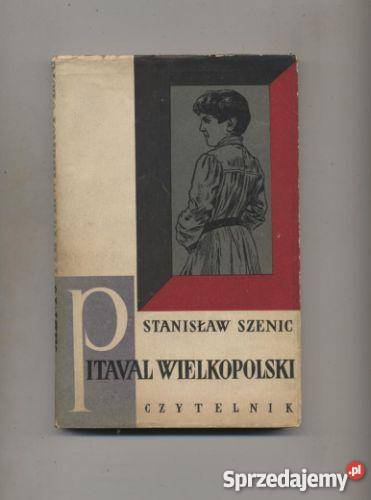 STANISŁAW SZENIC
PITAVAL WIELKOPOLSKI
CZYTELNIK
Sprzedajemy.pl